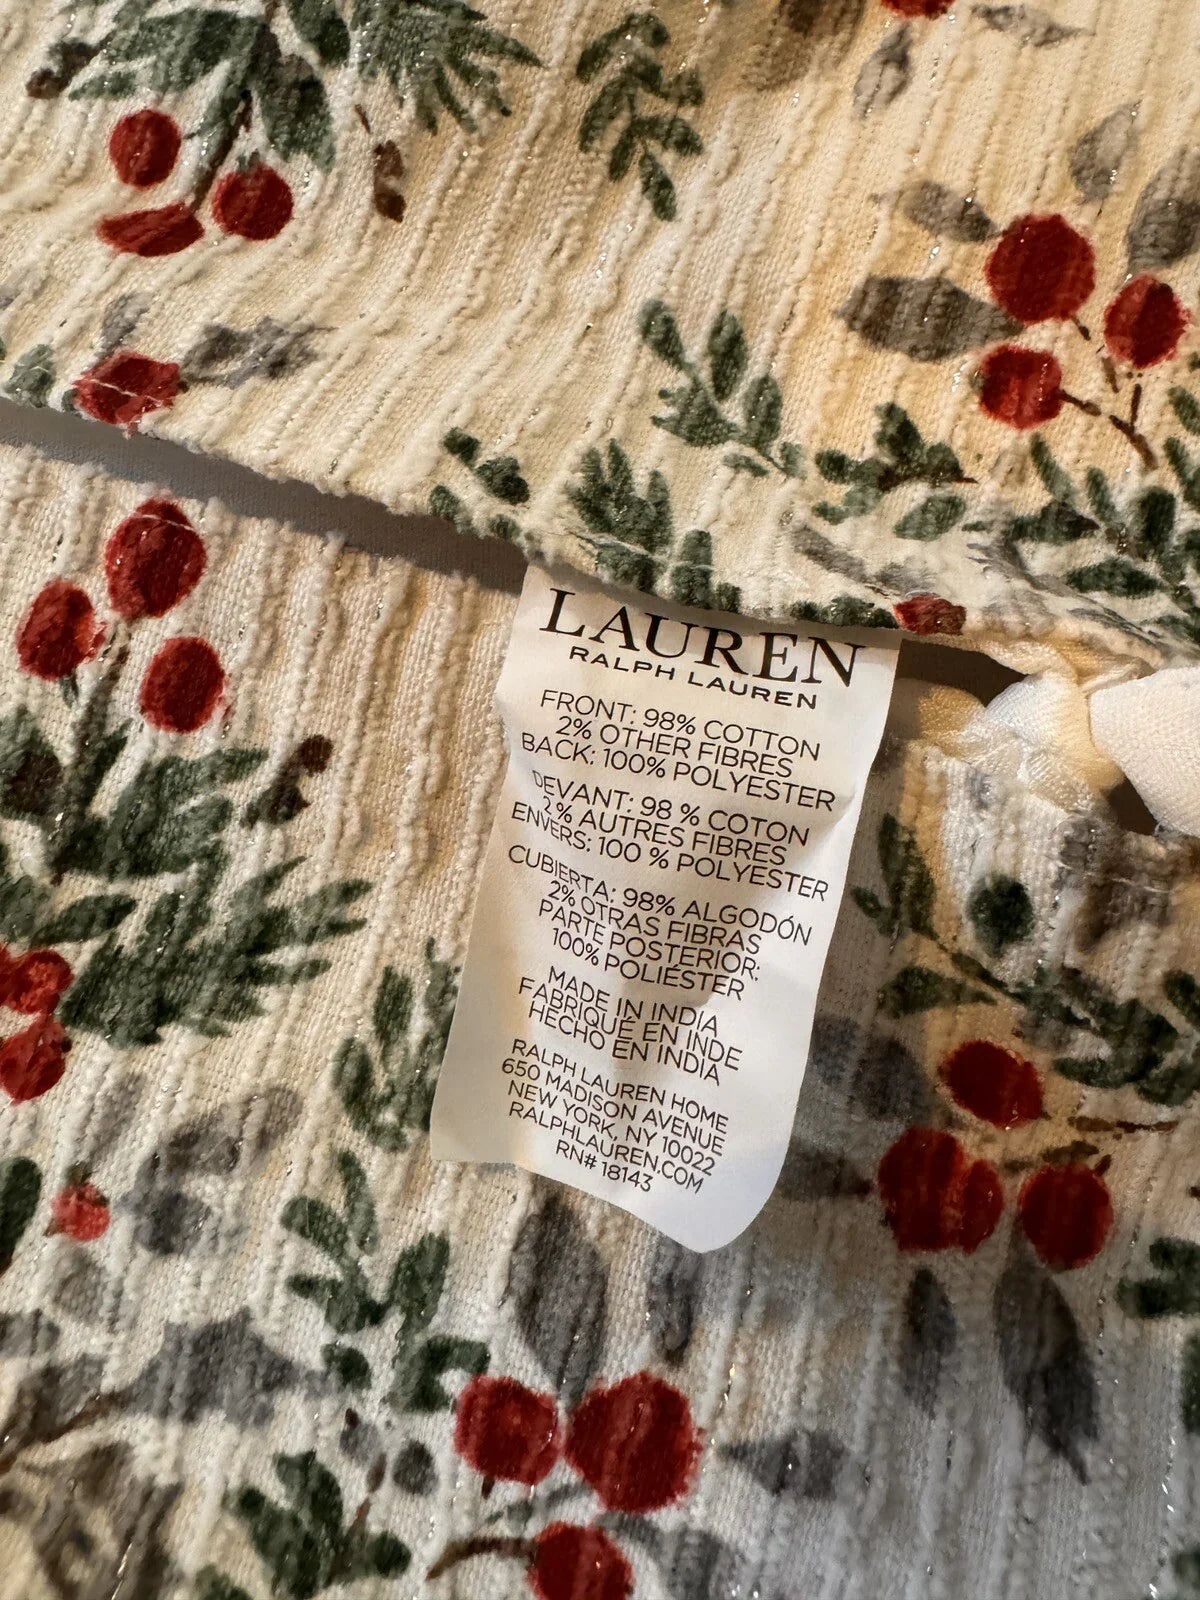 LAUREN
RALPH LAUREN
FRONT: 98% COTTON
2% OTHER FIBRES
BACK: 100% POLYESTER
DEVANT: 98 % COTON
2 % AUTRES FIBRES
ENVERS: 100 % POLYESTER
CUBIERTA: 98% ALGODÓN
2% OTRAS FIBRAS
PARTE POSTERIOR:
100% POLIÉSTER
MADE IN INDIA
FABRIQUÉ EN INDE
HECHO EN INDIA
RALPH LAUREN HOME
650 MADISON AVENUE
NEW YORK, NY 10022
RALPHLAUREN.COM
RN# 18143